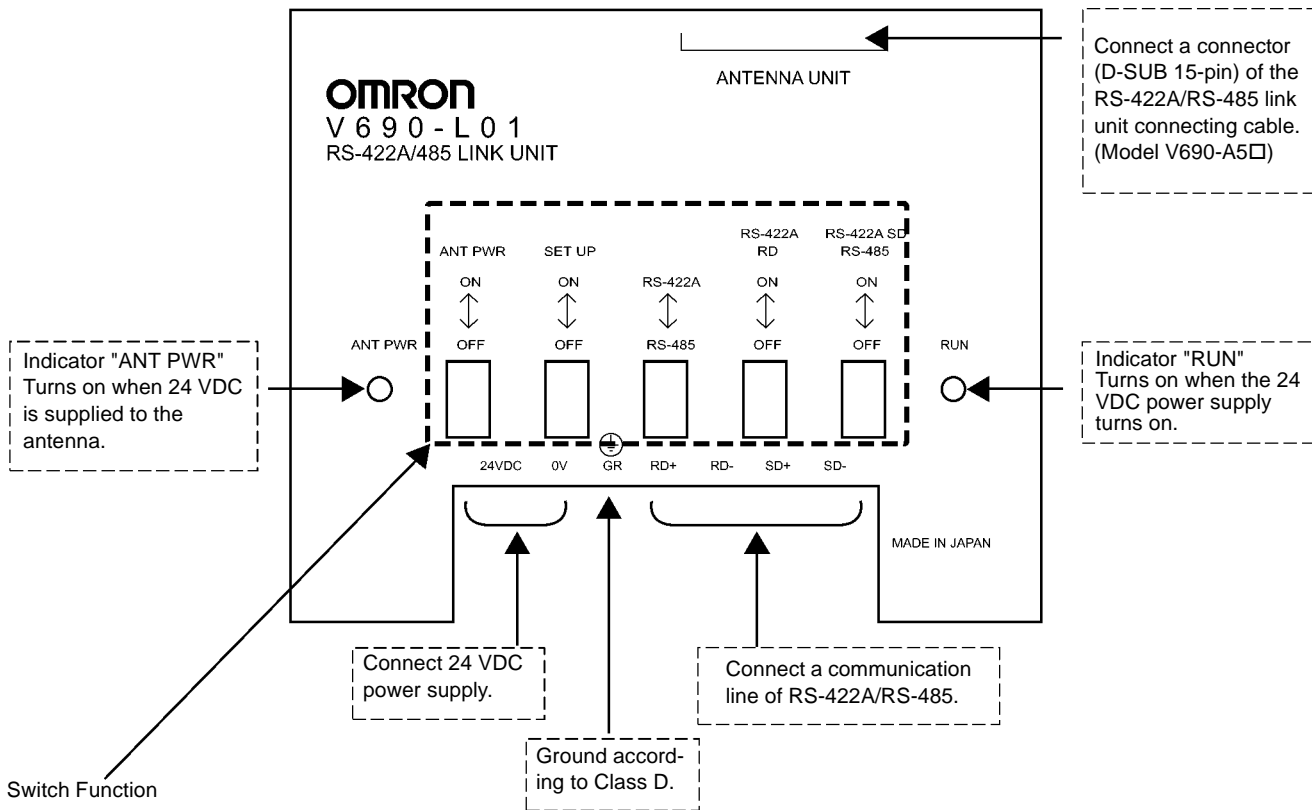 ANTENNA UNIT
Connect a connector
(D-SUB 15-pin) of the
RS-422A/RS-485 link
unit connecting cable.
(Model V690-A5□)
OMRON
V690-L01
RS-422A/485 LINK UNIT
ANT PWR
ON
OFF
SET UP
ON
OFF
RS-422A
RS-485
RS-422A
RD
ON
OFF
RS-422A SD
RS-485
ON
OFF
ANT PWR
RUN
Indicator "ANT PWR"
Turns on when 24 VDC
is supplied to the
antenna.
Indicator "RUN"
Turns on when the 24
VDC power supply
turns on.
24VDC 0V GR RD+ RD- SD+ SD-
MADE IN JAPAN
Connect 24 VDC
power supply.
Connect a communication
line of RS-422A/RS-485.
Ground accord-
ing to Class D.
Switch Function